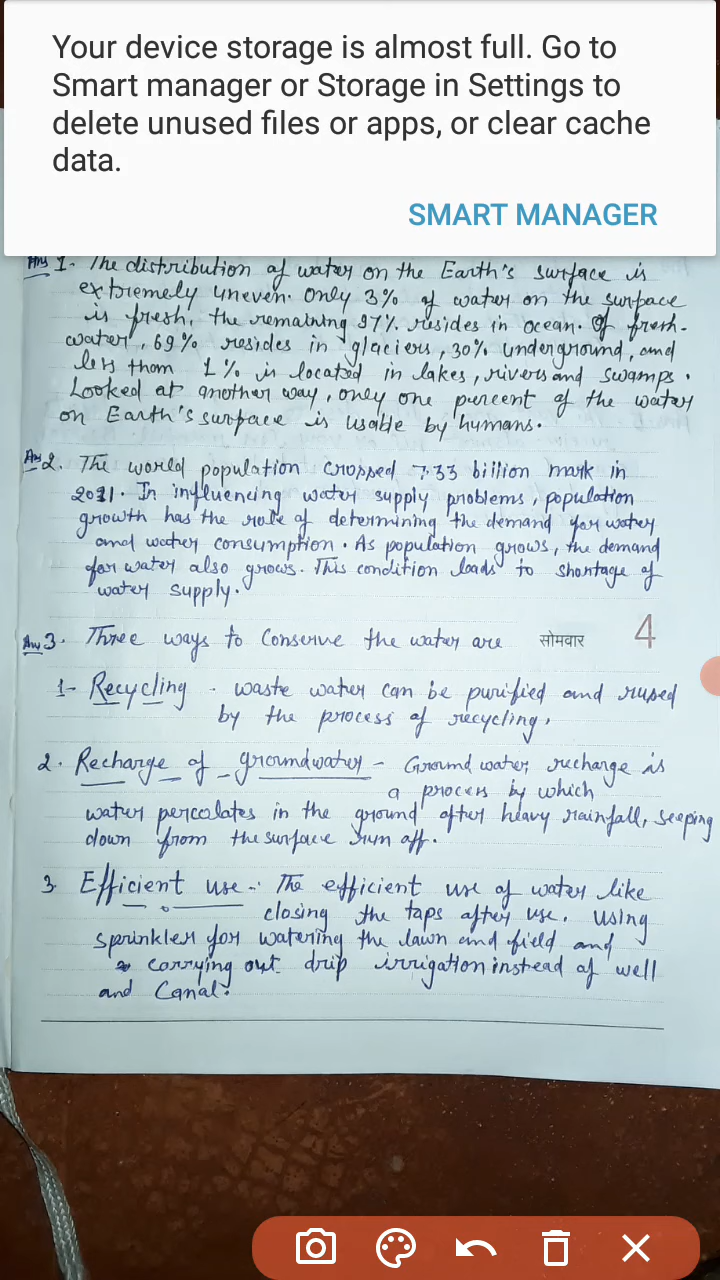 Your device storage is almost full. Go to
Smart manager or Storage in Settings to
delete unused files or apps, or clear cache
data.
SMART MANAGER
Ans 1. The distribution of water on the Earth's surface is
extremely uneven. only 3% of water on the surface
is fresh, the remaining 97% resides in ocean. Of fresh-
water, 69% resides in glaciers, 30% underground, and
less than 1% is located in lakes, rivers and swamps.
Looked at another way, only one percent of the water
on Earth's surface is usable by humans.
Ans 2. The world population cropped 7.33 billion mark in
2021. In influencing water supply problems, population
growth has the role of determining the demand for water
and water consumption. As population grows, the demand
for water also grows. This condition leads to shortage of
water supply.
Ans 3. Three ways to Conserve the water are सोमवार 4
1- Recycling - waste water can be purified and
by the process of recycling.
2. Recharge of groundwater - Ground water recharge is
a process by which
water percolates in the ground after heavy rainfall, seeping
down from the surface run off.
3. Efficient use - The efficient use of water like
closing the taps after use. Using
sprinkler for watering the lawn and field and
carrying out drip irrigation instead of well
and Canal.